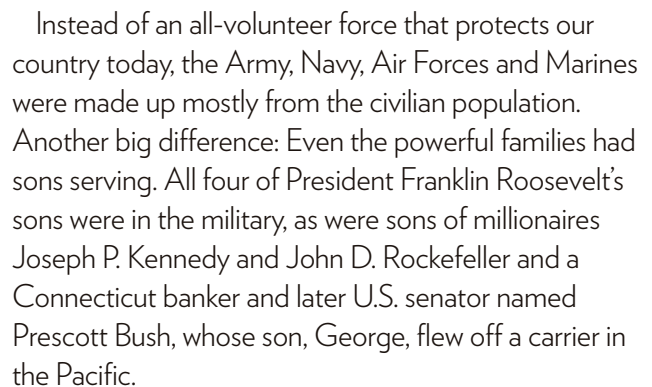 Instead of an all-volunteer force that protects our
country today, the Army, Navy, Air Forces and Marines
were made up mostly from the civilian population.
Another big difference: Even the powerful families had
sons serving. All four of President Franklin Roosevelt’s
sons were in the military, as were sons of millionaires
Joseph P. Kennedy and John D. Rockefeller and a
Connecticut banker and later U.S. senator named
Prescott Bush, whose son, George, flew off a carrier in
the Pacific.